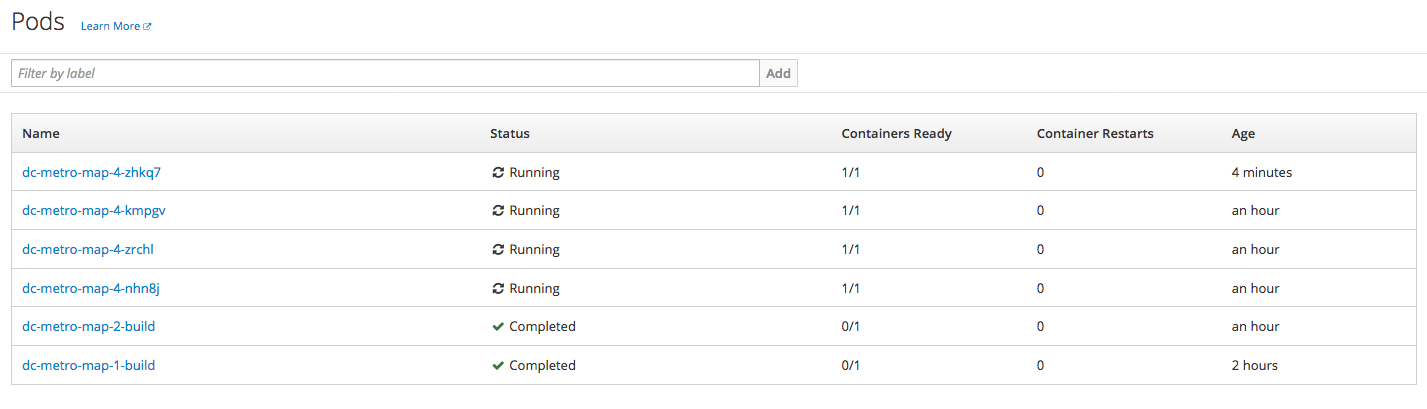 Pods Learn More
Filter by label Add
Name Status Containers Ready Container Restarts Age
dc-metro-map-4-zhkq7 Running 1/1 0 4 minutes
dc-metro-map-4-kmpgv Running 1/1 0 an hour
dc-metro-map-4-zrchl Running 1/1 0 an hour
dc-metro-map-4-nhn8j Running 1/1 0 an hour
dc-metro-map-2-build Completed 0/1 0 an hour
dc-metro-map-1-build Completed 0/1 0 2 hours